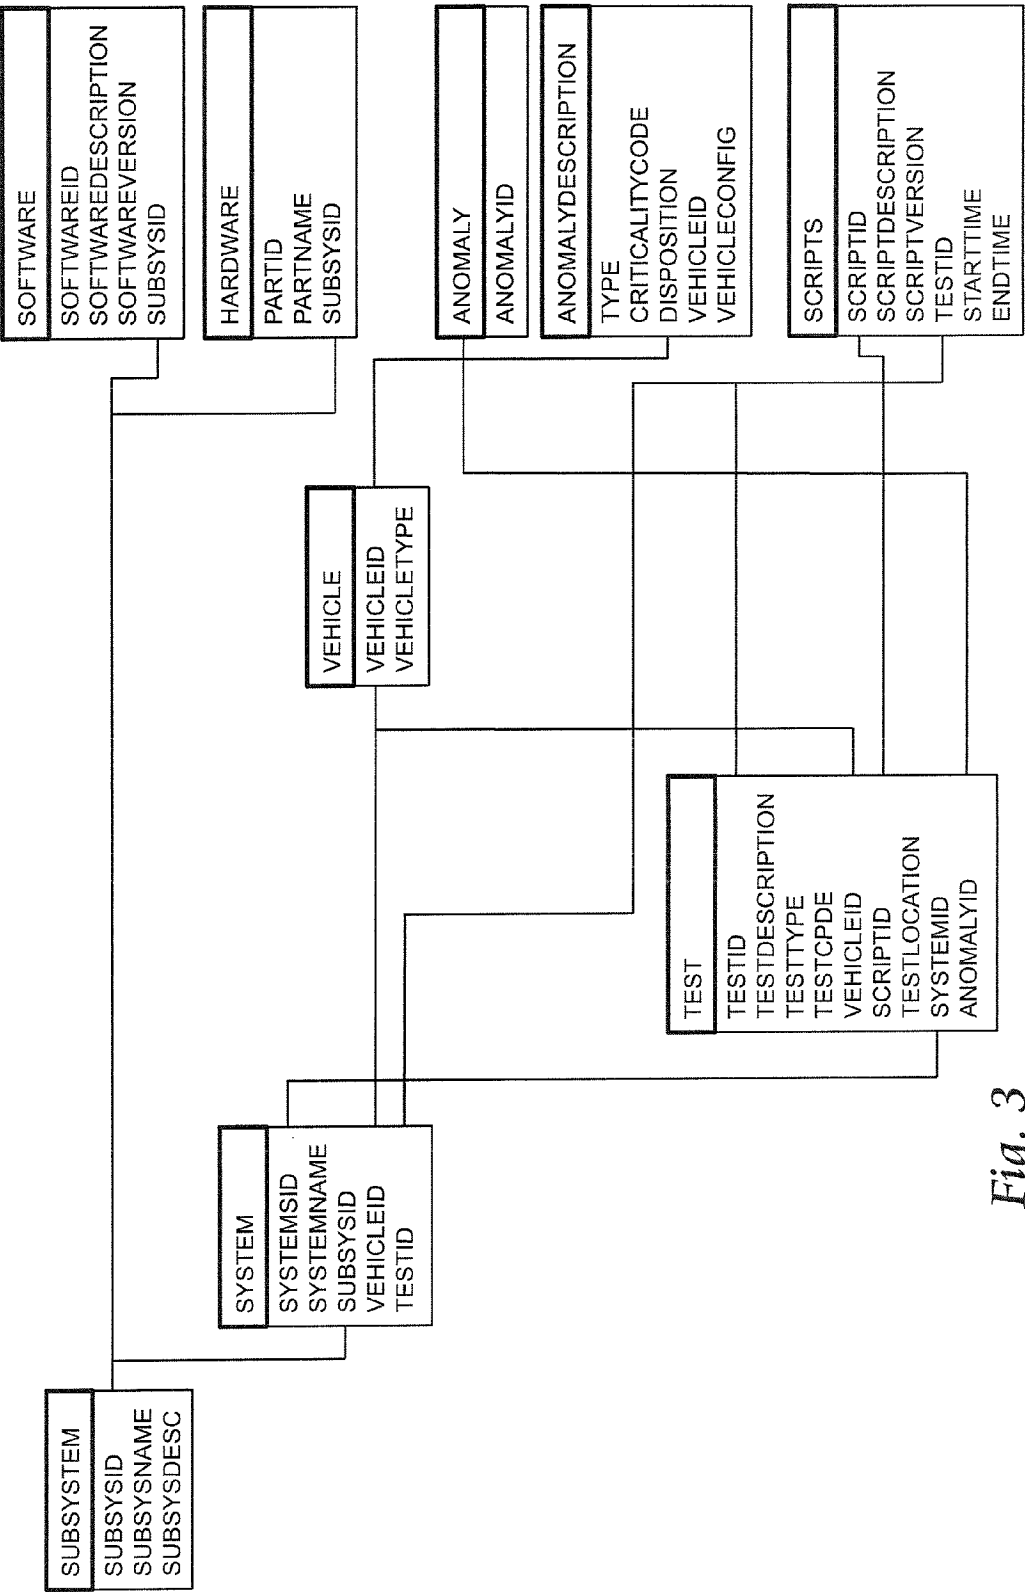 SUBSYSTEM
SUBSYSID
SUBSYSNAME
SUBSYSDESC
SYSTEM
SYSTEMSID
SYSTEMNAME
SUBSYSID
VEHICLEID
TESTID
TEST
TESTID
TESTDESCRIPTION
TESTTYPE
TESTCPDE
VEHICLEID
SCRIPTID
TESTLOCATION
SYSTEMID
ANOMALYID
VEHICLE
VEHICLEID
VEHICLETYPE
SOFTWARE
SOFTWAREID
SOFTWAREDESCRIPTION
SOFTWAREVERSION
SUBSYSID
HARDWARE
PARTID
PARTNAME
SUBSYSID
ANOMALY
ANOMALYID
ANOMALYDESCRIPTION
TYPE
CRITICALITYCODE
DISPOSITION
VEHICLEID
VEHICLECONFIG
SCRIPTS
SCRIPTID
SCRIPTDESCRIPTION
SCRIPTVERSION
TESTID
STARTTIME
ENDTIME
Fig. 3